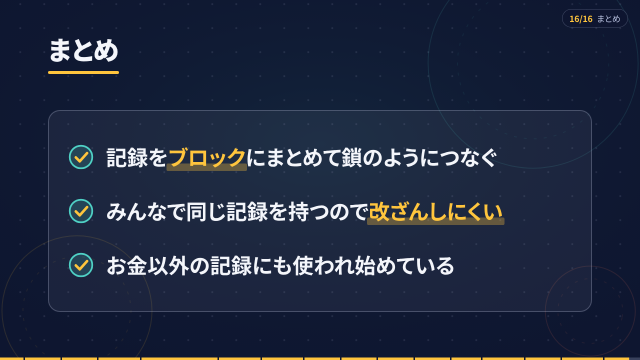 16/16 まとめ
まとめ
記録をブロックにまとめて鎖のようにつなぐ
みんなで同じ記録を持つので改ざんしにくい
お金以外の記録にも使われ始めている